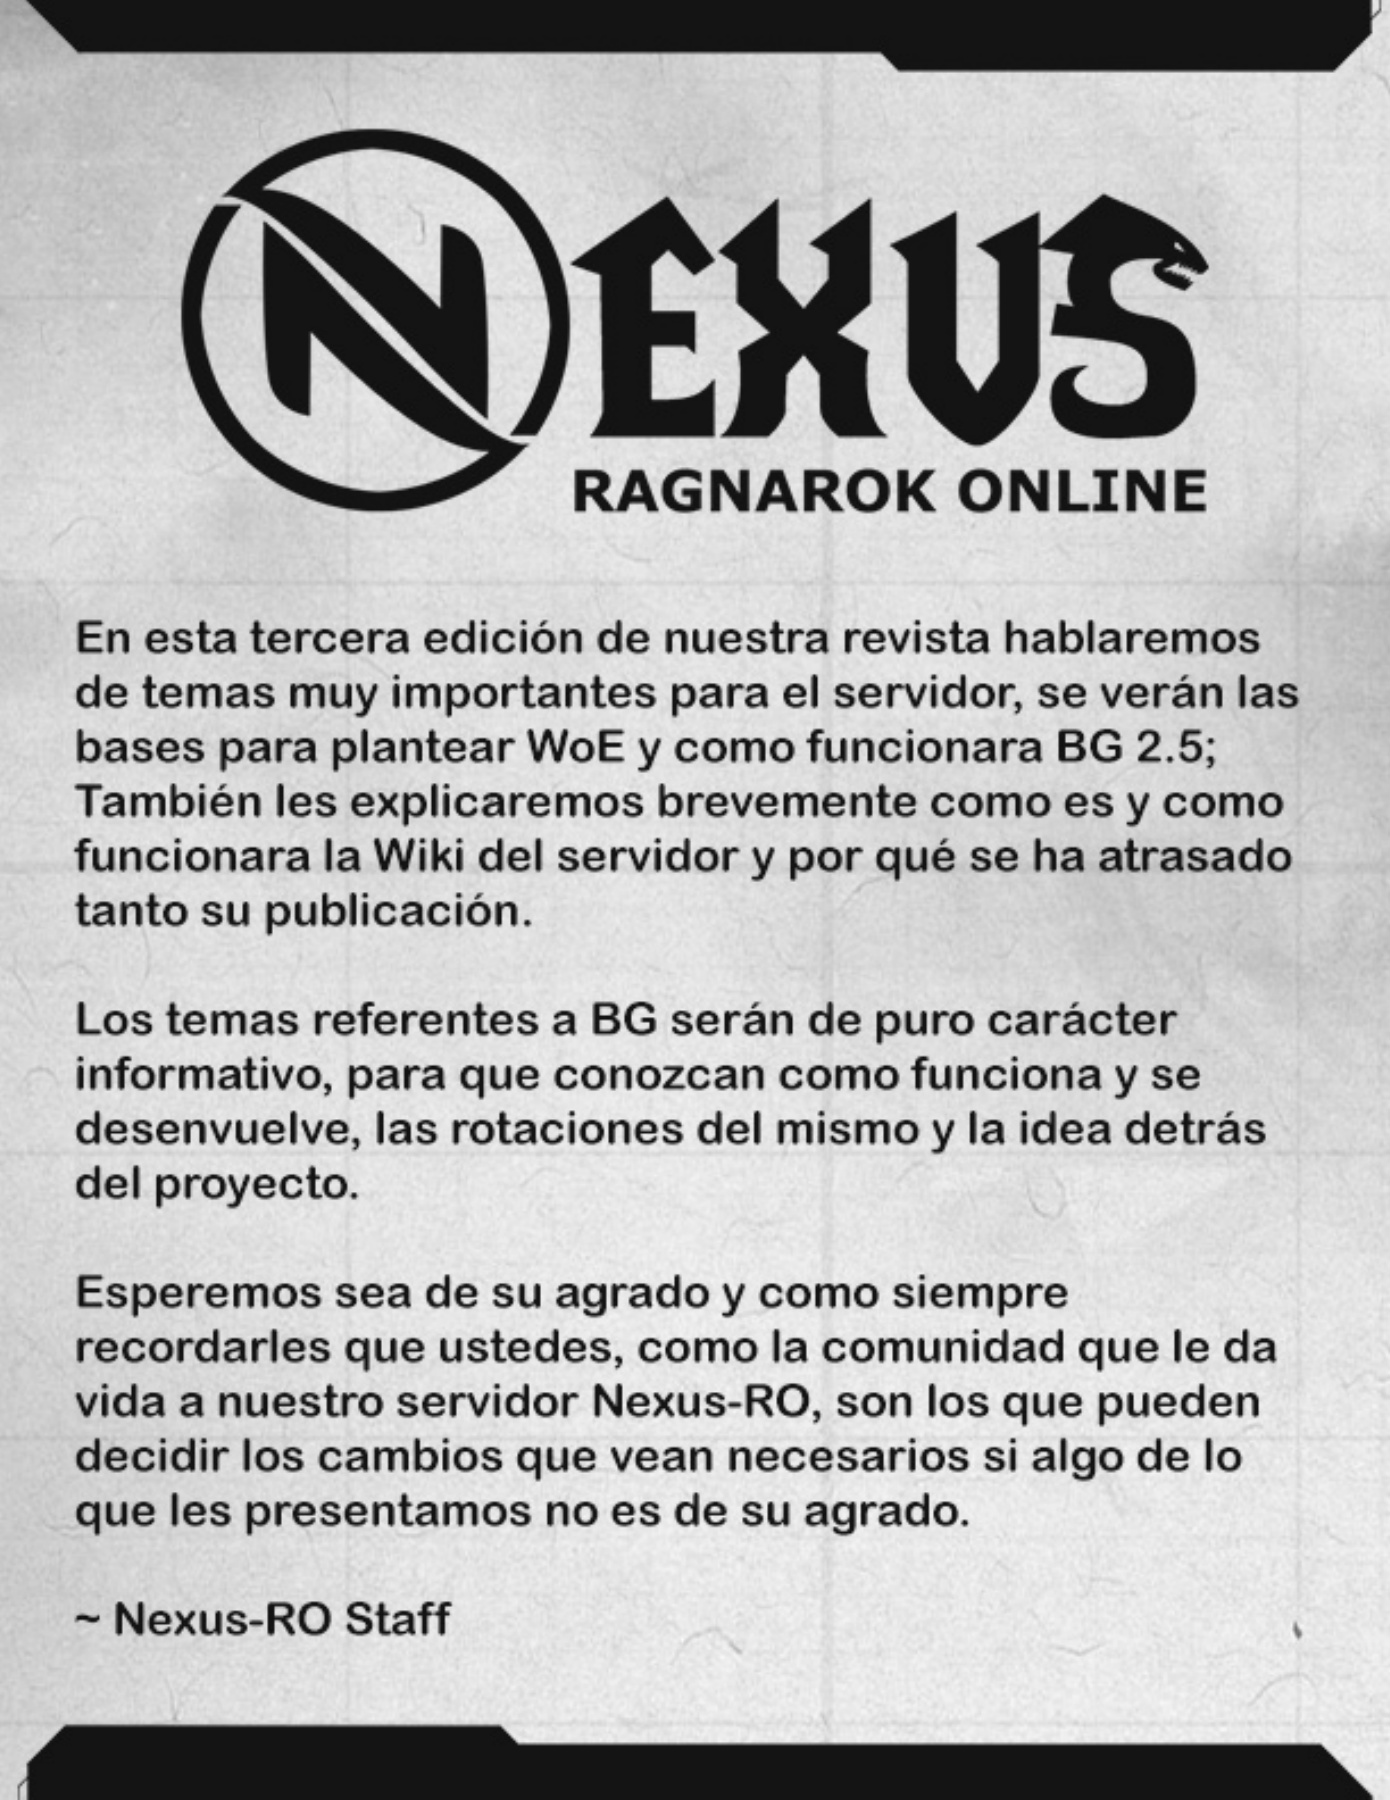 NEXUS
RAGNAROK ONLINE
En esta tercera edición de nuestra revista hablaremos
de temas muy importantes para el servidor, se verán las
bases para plantear WoE y como funcionara BG 2.5;
También les explicaremos brevemente como es y como
funcionara la Wiki del servidor y por qué se ha atrasado
tanto su publicación.
Los temas referentes a BG serán de puro carácter
informativo, para que conozcan como funciona y se
desenvuelve, las rotaciones del mismo y la idea detrás
del proyecto.
Esperemos sea de su agrado y como siempre
recordarles que ustedes, como la comunidad que le da
vida a nuestro servidor Nexus-RO, son los que pueden
decidir los cambios que vean necesarios si algo de lo
que les presentamos no es de su agrado.
~ Nexus-RO Staff